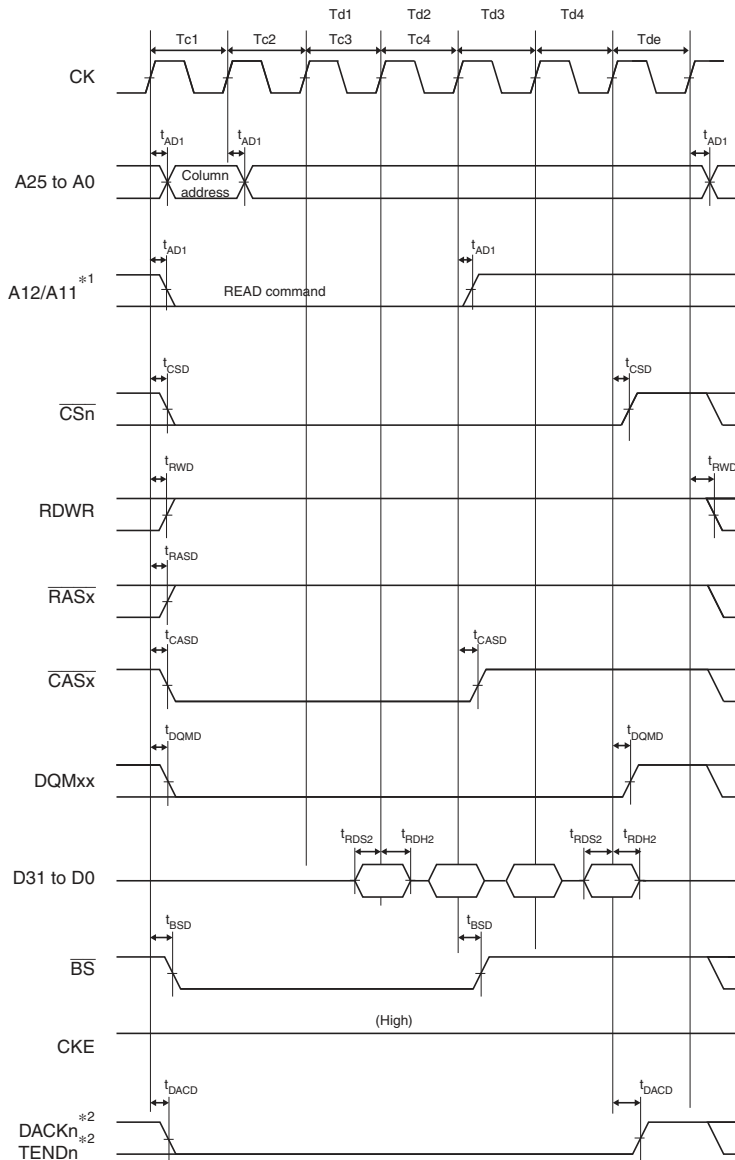 Td1 Td2 Td3 Td4
Tc1 Tc2 Tc3 Tc4 Tde
CK
tAD1 tAD1 tAD1
A25 to A0
Column
address
tAD1 tAD1
A12/A11*1
READ command
tCSD tCSD
CSn
tRWD tRWD
RDWR
tRASD
RASx
tCASD tCASD
CASx
tDQMD tDQMD
DQMxx
tRDS2 tRDH2 tRDS2 tRDH2
D31 to D0
tBSD tBSD
BS
(High)
CKE
tDACD tDACD
DACKn*2
TENDn*2